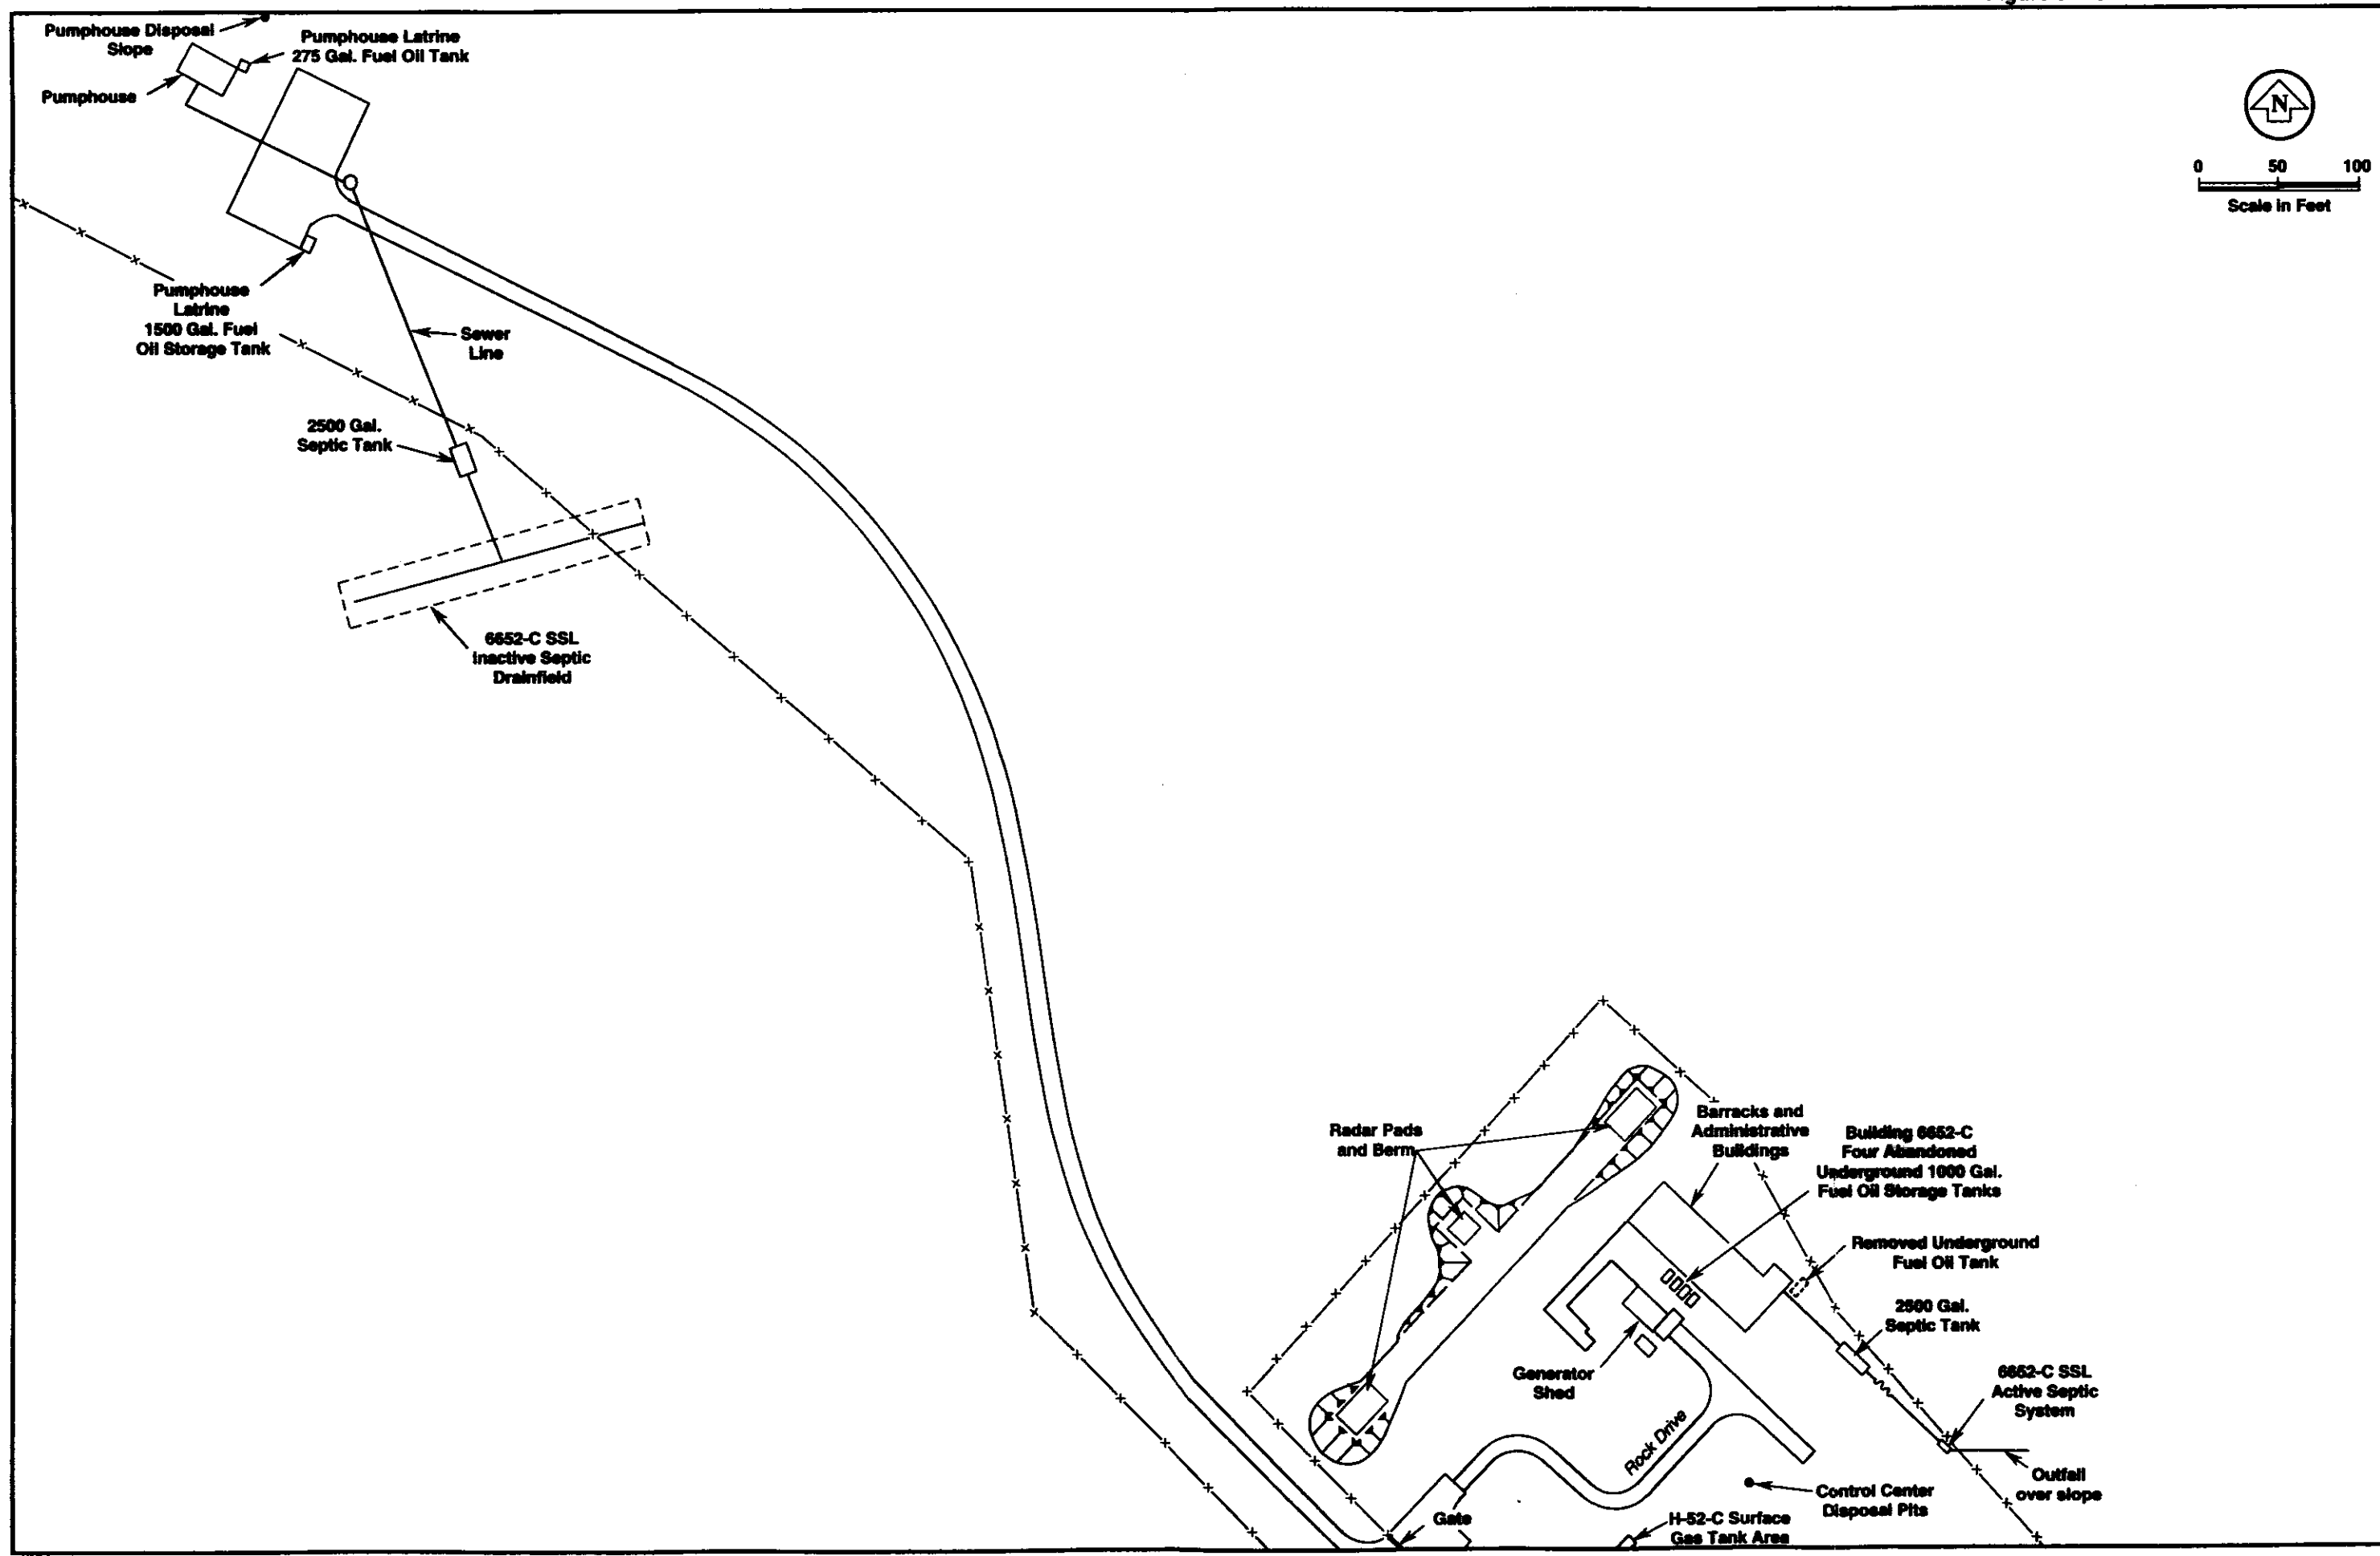 Pumphouse Disposal
Slope
Pumphouse Latrine
275 Gal. Fuel Oil Tank
Pumphouse
N
0 50 100
Scale in Feet
Pumphouse
Latrine
1500 Gal. Fuel
Oil Storage Tank
Sewer
Line
2500 Gal.
Septic Tank
6652-C SSL
Inactive Septic
Drainfield
Radar Pads
and Berm
Barracks and
Administrative
Buildings
Building 6652-C
Four Abandoned
Underground 1000 Gal.
Fuel Oil Storage Tanks
Removed Underground
Fuel Oil Tank
2500 Gal.
Septic Tank
Generator
Shed
6652-C SSL
Active Septic
System
Rock Drive
Outfall
over slope
Control Center
Disposal Pits
Gate
H-52-C Surface
Gas Tank Area